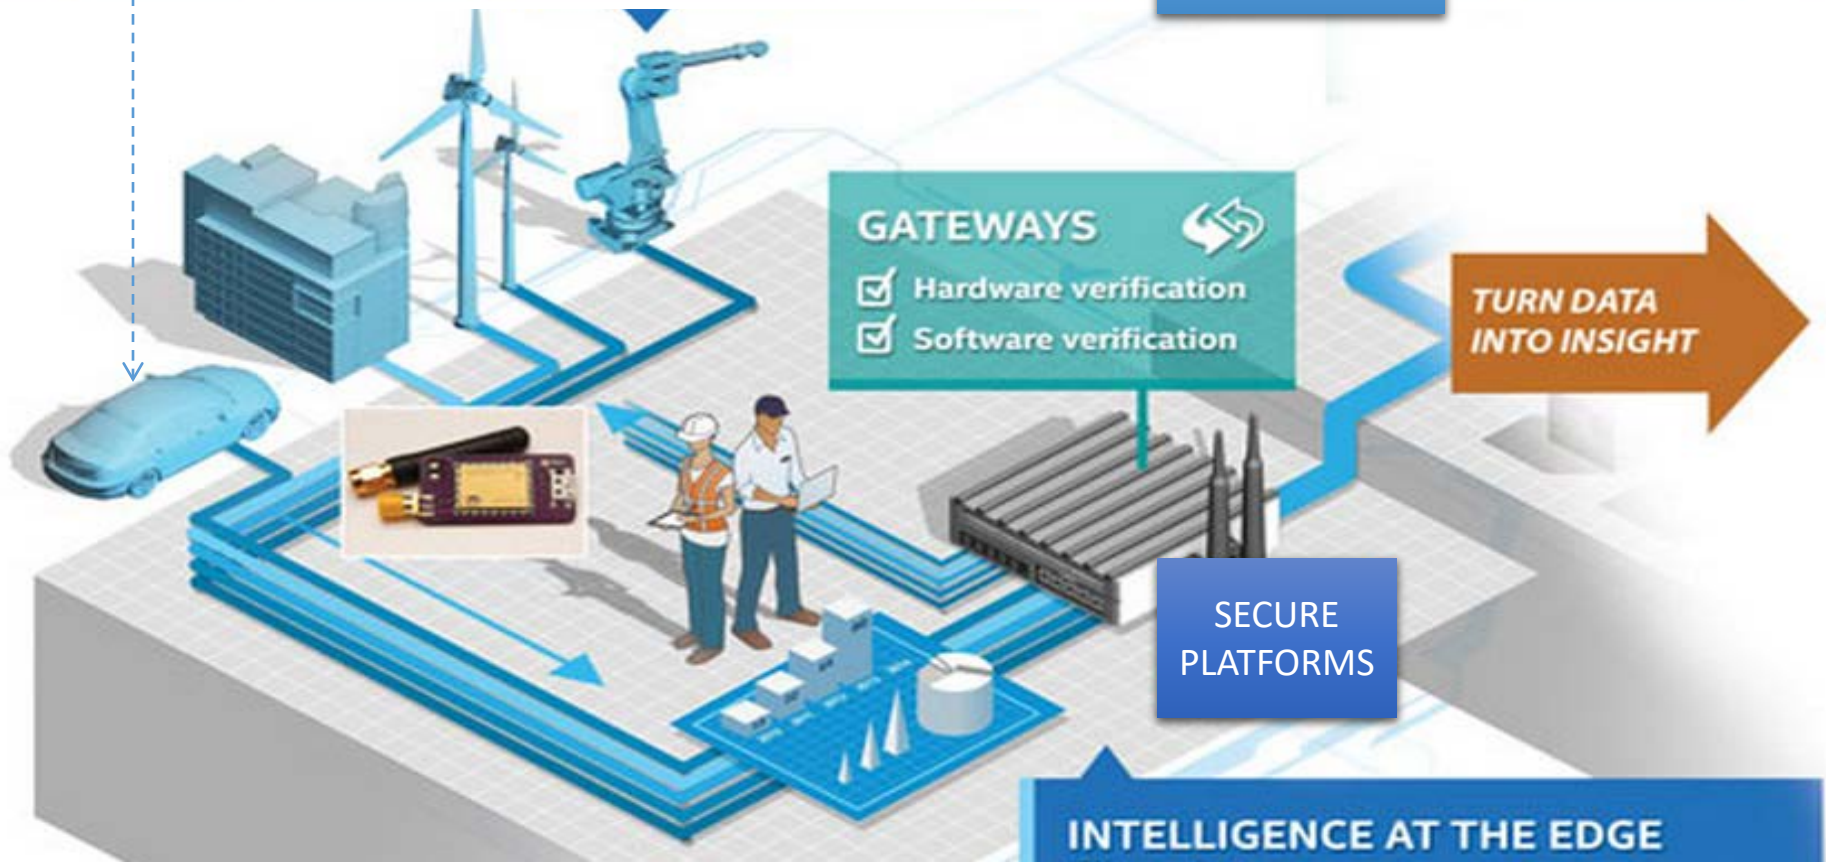 GATEWAYS
Hardware verification
Software verification
TURN DATA
INTO INSIGHT
SECURE
PLATFORMS
INTELLIGENCE AT THE EDGE